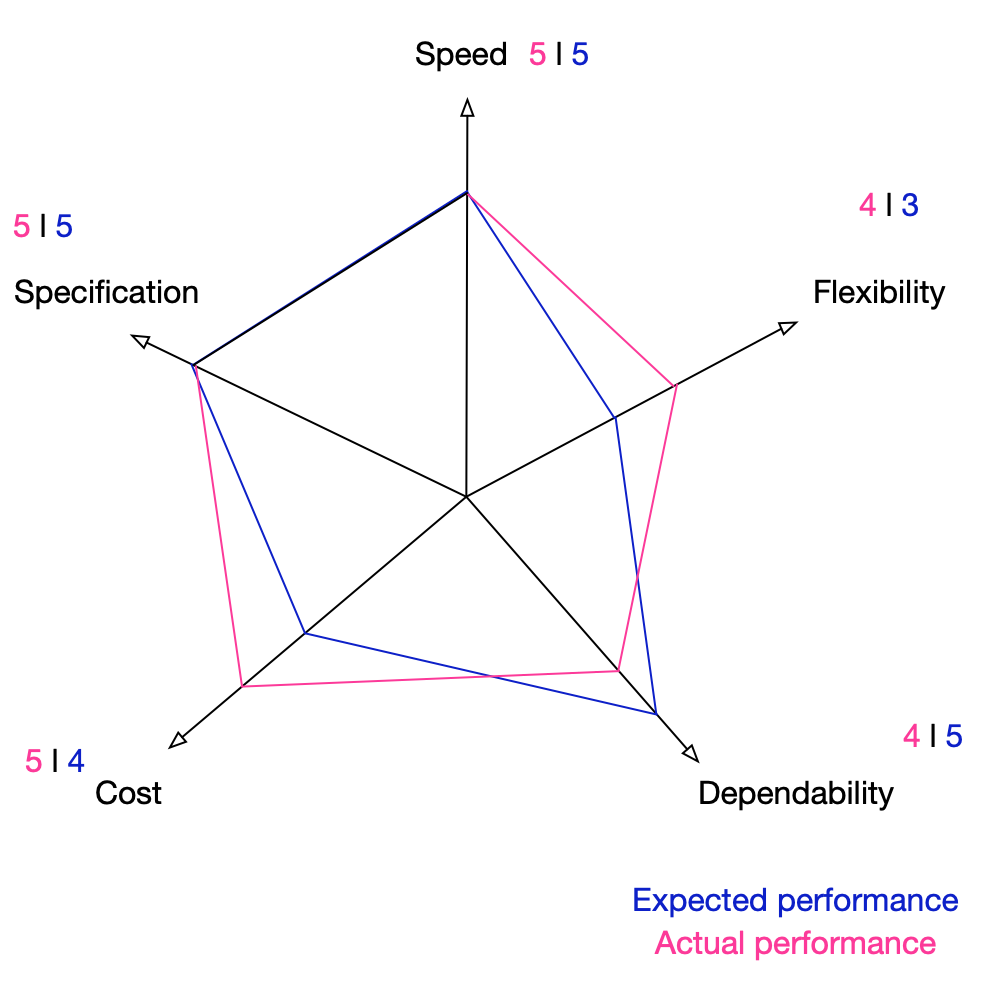 Speed 5 | 5
4 | 3
5 | 5
Specification
Flexibility
4 | 5
5 | 4
Cost
Dependability
Expected performance
Actual performance